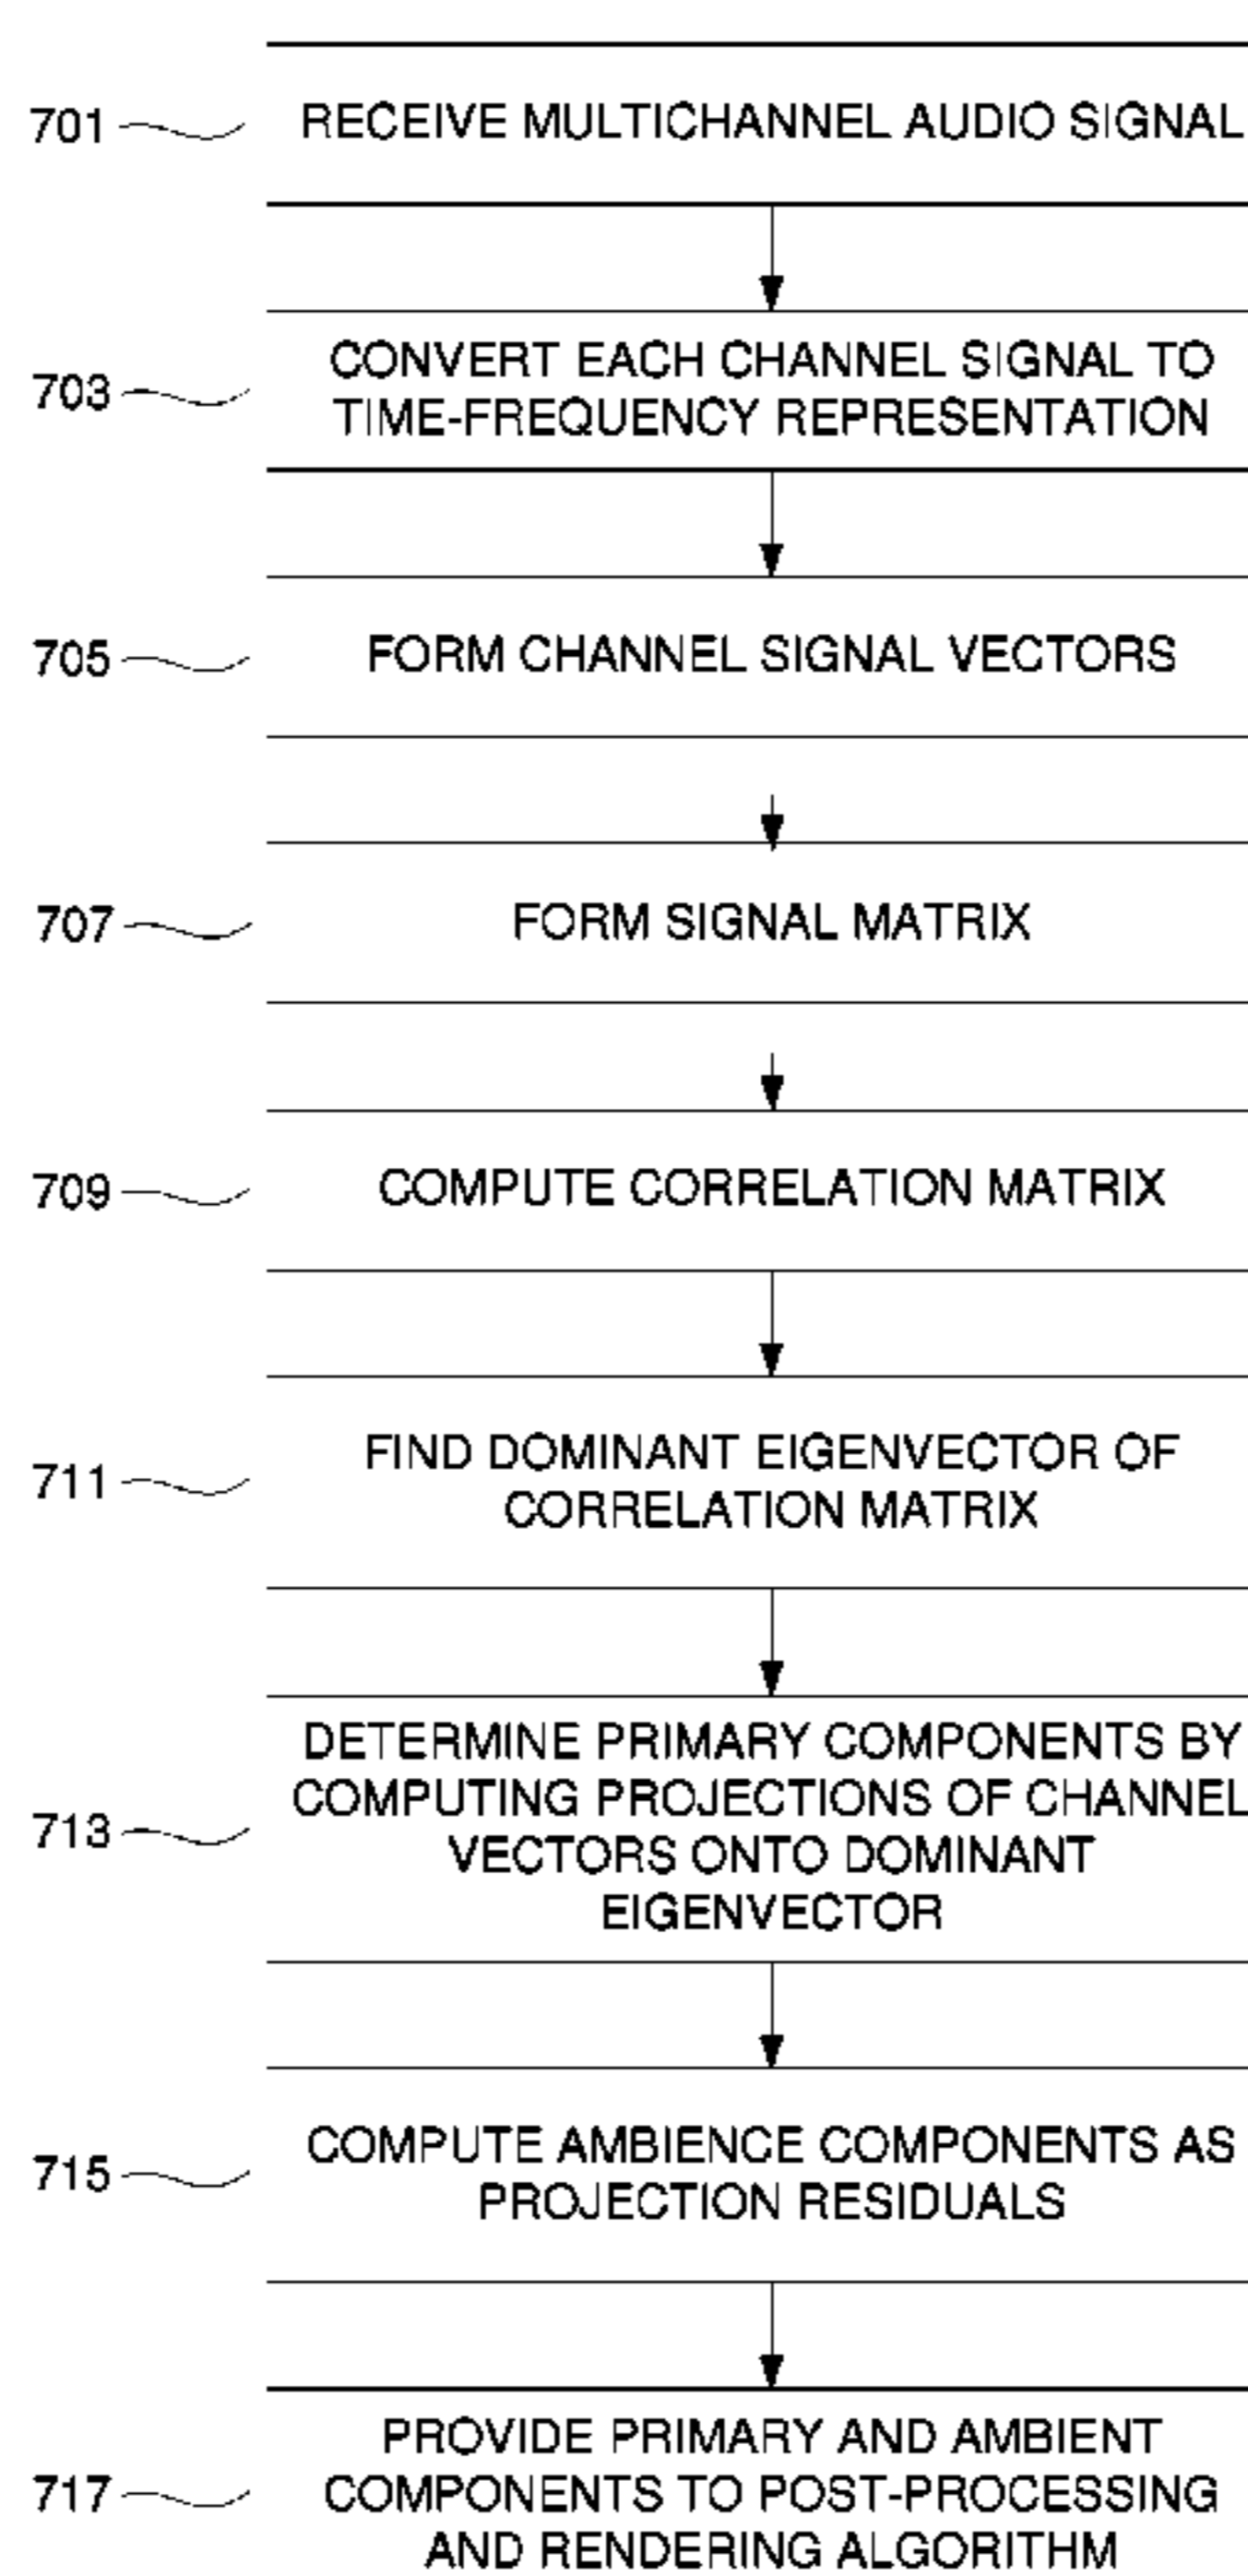 701 RECEIVE MULTICHANNEL AUDIO SIGNAL
703 CONVERT EACH CHANNEL SIGNAL TO
TIME-FREQUENCY REPRESENTATION
705 FORM CHANNEL SIGNAL VECTORS
707 FORM SIGNAL MATRIX
709 COMPUTE CORRELATION MATRIX
711 FIND DOMINANT EIGENVECTOR OF
CORRELATION MATRIX
713 DETERMINE PRIMARY COMPONENTS BY
COMPUTING PROJECTIONS OF CHANNEL
VECTORS ONTO DOMINANT
EIGENVECTOR
715 COMPUTE AMBIENCE COMPONENTS AS
PROJECTION RESIDUALS
717 PROVIDE PRIMARY AND AMBIENT
COMPONENTS TO POST-PROCESSING
AND RENDERING ALGORITHM